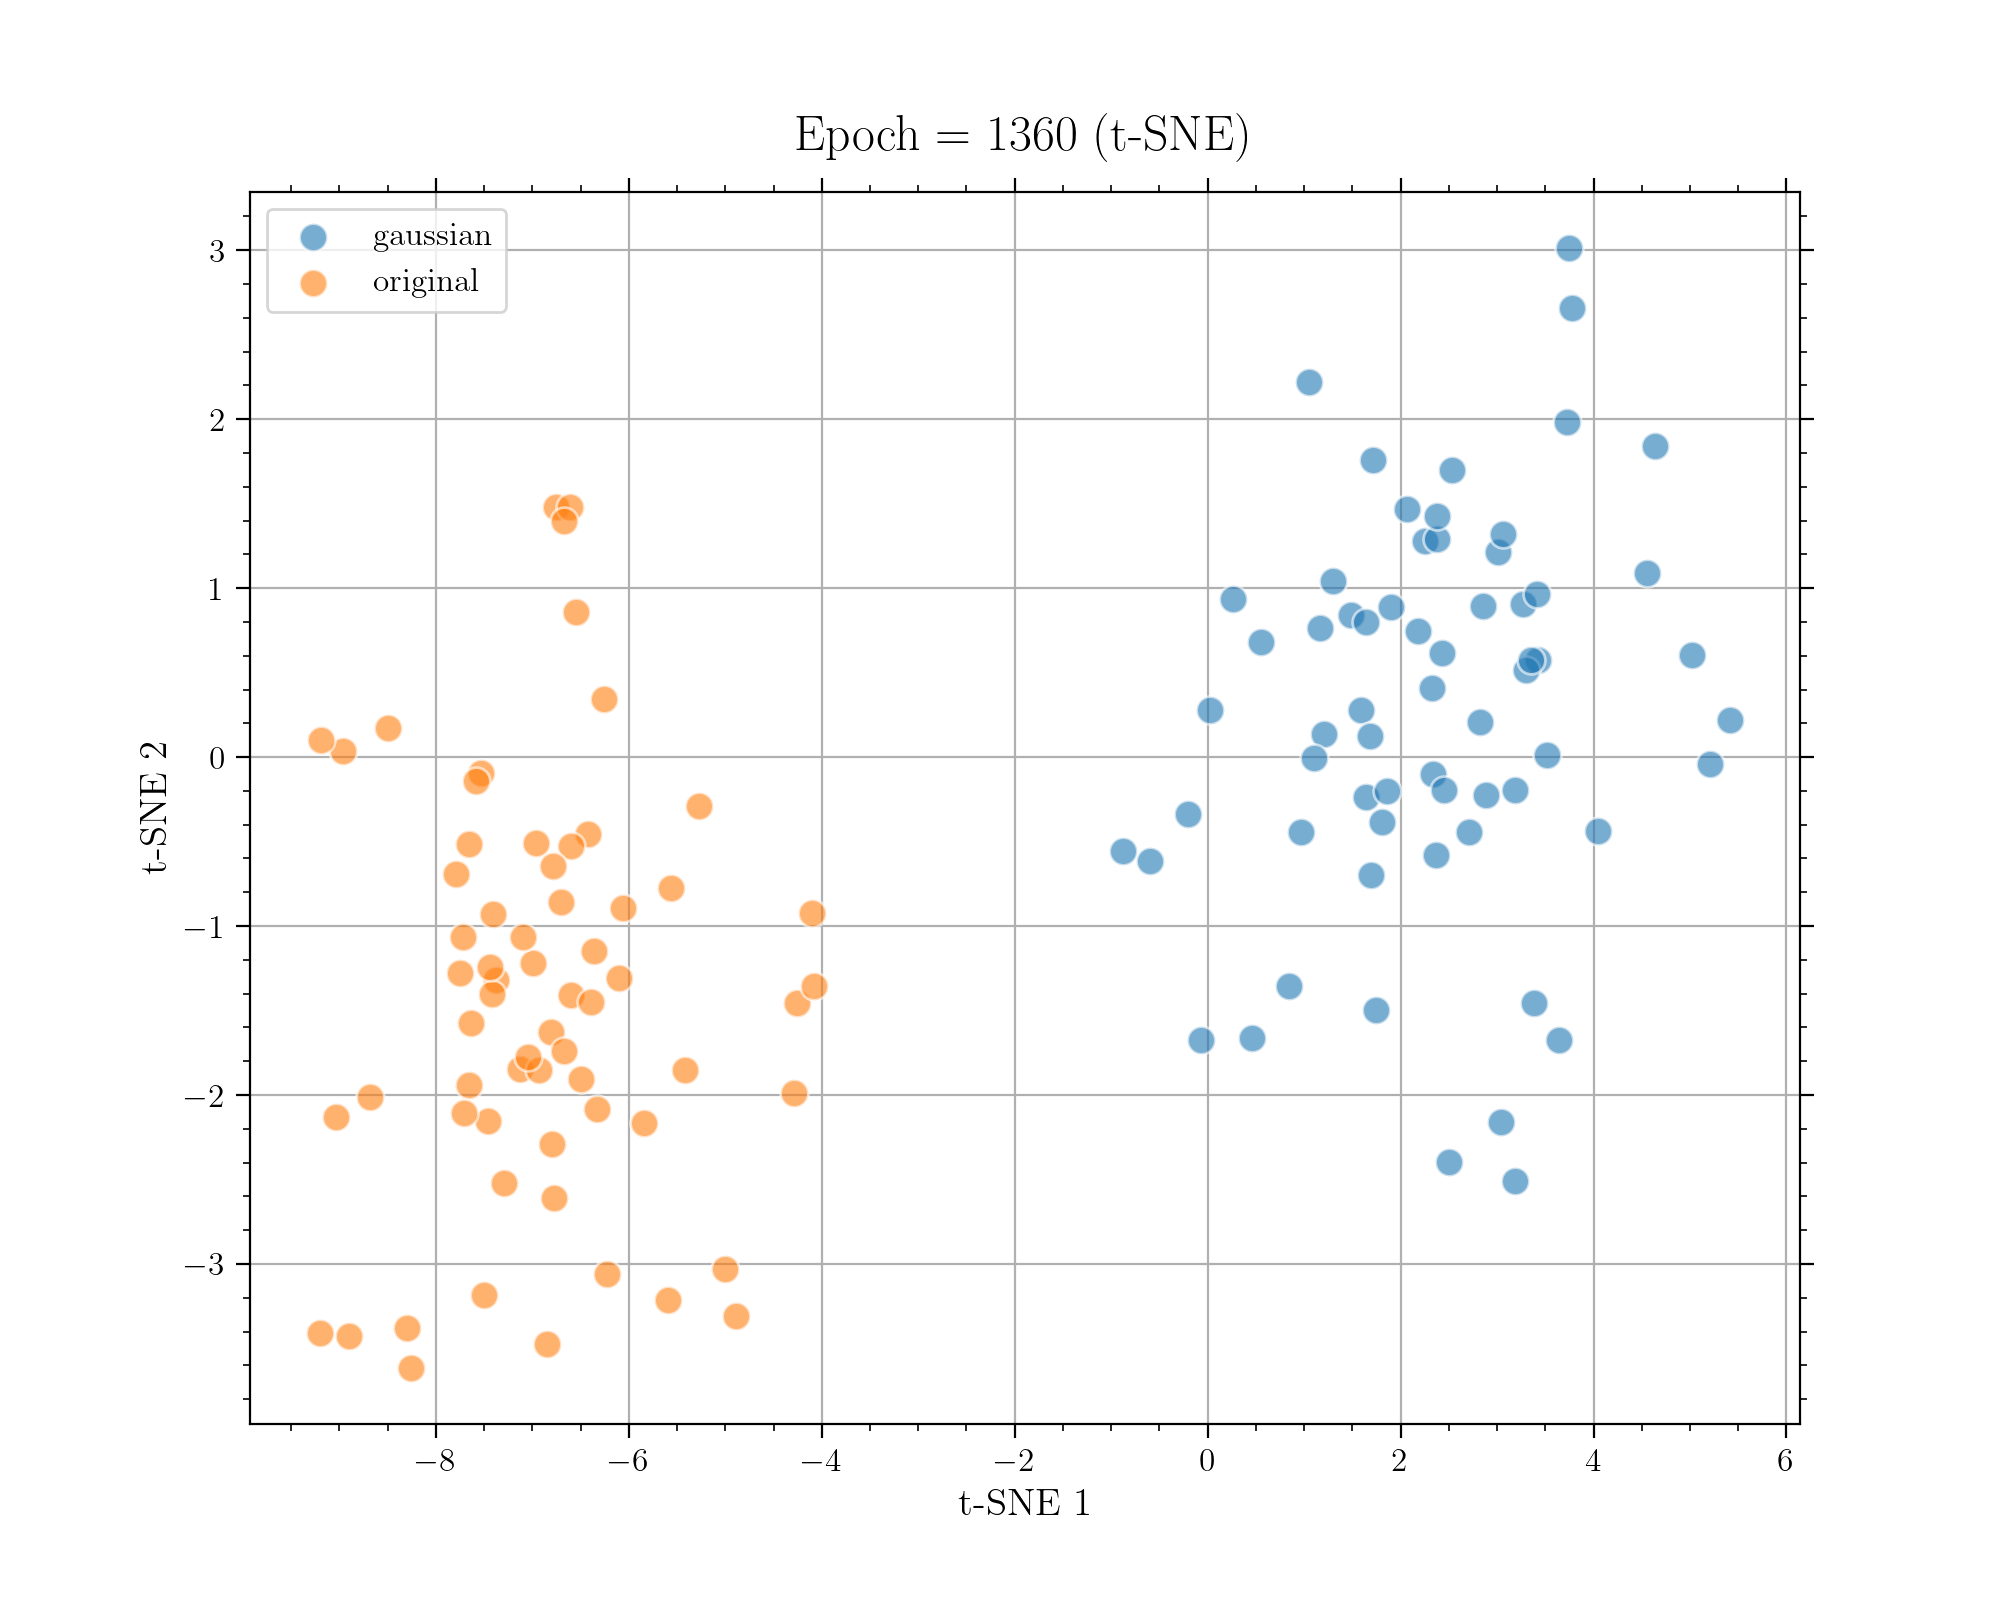 Epoch = 1360 (t-SNE)
gaussian
original
3
2
1
0
−1
−2
−3
t-SNE 2
−8 −6 −4 −2 0 2 4 6
t-SNE 1